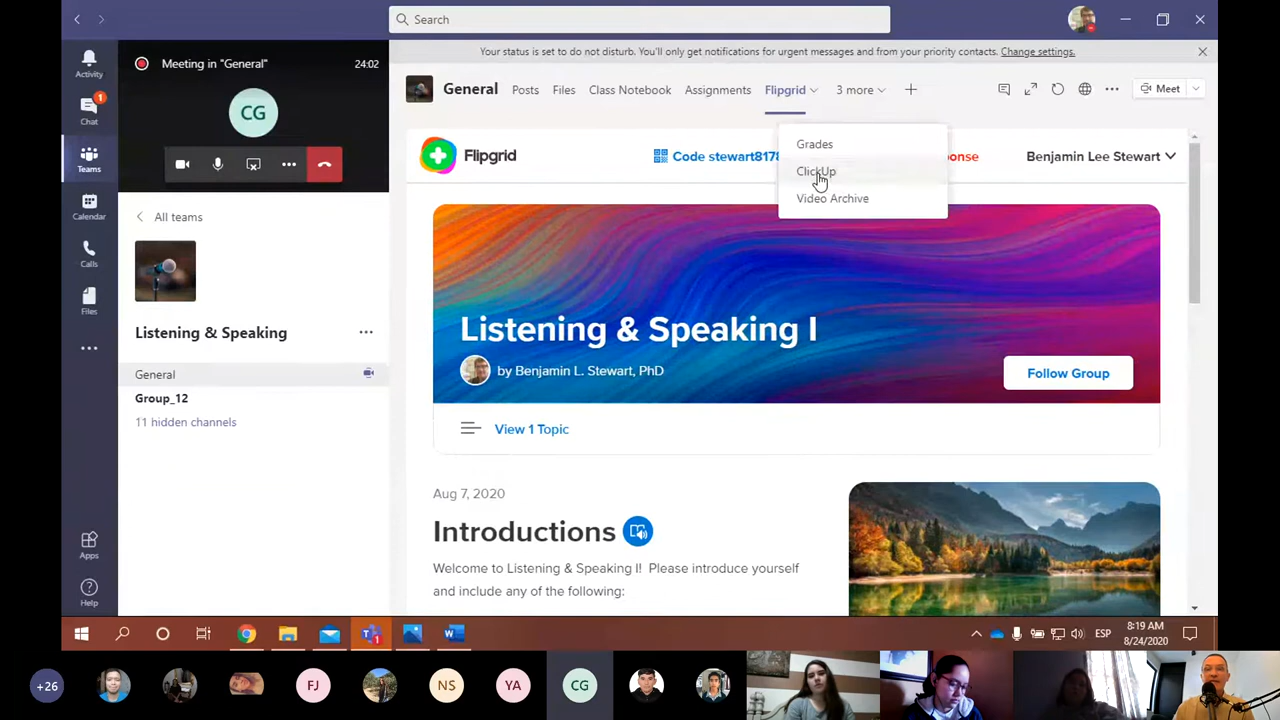 Search
Your status is set to do not disturb. You'll only get notifications for urgent messages and from your priority contacts. Change settings.
Activity
Chat
1
Teams
Calendar
Calls
Files
Apps
Help
Meeting in "General"
24:02
CG
All teams
Listening & Speaking
General
Group_12
11 hidden channels
General
Posts
Files
Class Notebook
Assignments
Flipgrid
3 more
Meet
Grades
ClickUp
Video Archive
Flipgrid
Code stewart8178
Benjamin Lee Stewart
Listening & Speaking I
by Benjamin L. Stewart, PhD
Follow Group
View 1 Topic
Aug 7, 2020
Introductions
Welcome to Listening & Speaking I! Please introduce yourself
and include any of the following:
ESP
8:19 AM
8/24/2020
+26
FJ
NS
YA
CG